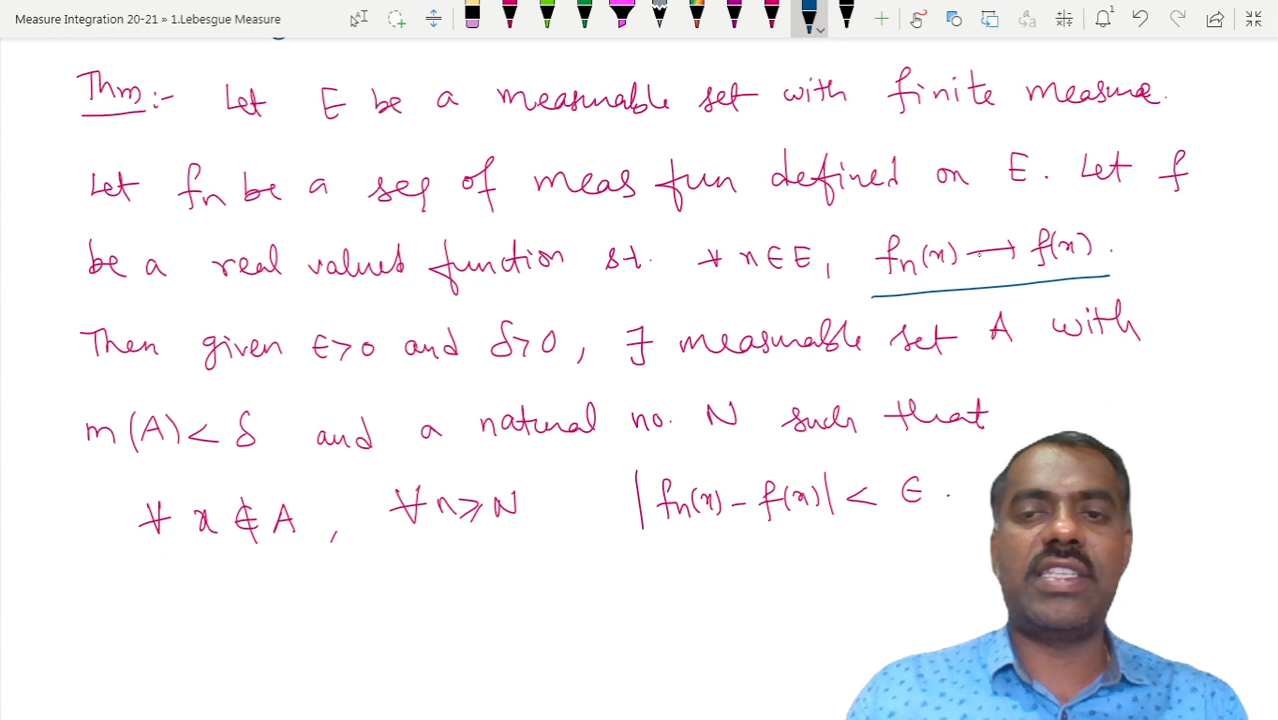 Measure Integration 20-21 » 1.Lebesgue Measure
Thm:- Let E be a measurable set with finite measure.
Let fn be a seq of meas fun defined on E. Let f
be a real valued function s.t. ∀ x∈E, fn(x) → f(x).
Then given ϵ>0 and δ>0, ∃ measurable set A with
m(A) < δ and a natural no. N such that
∀ x ∉ A, ∀ n ≥ N |fn(x) - f(x)| < ϵ.